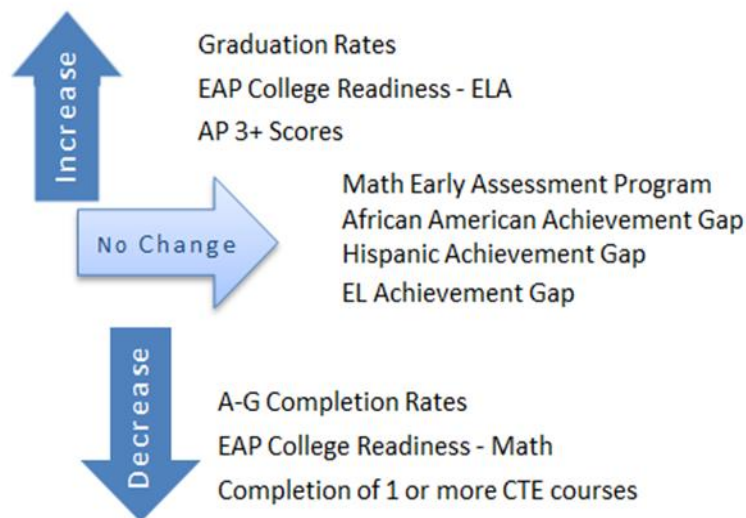 Increase
Graduation Rates
EAP College Readiness - ELA
AP 3+ Scores
No Change
Math Early Assessment Program
African American Achievement Gap
Hispanic Achievement Gap
EL Achievement Gap
Decrease
A-G Completion Rates
EAP College Readiness - Math
Completion of 1 or more CTE courses